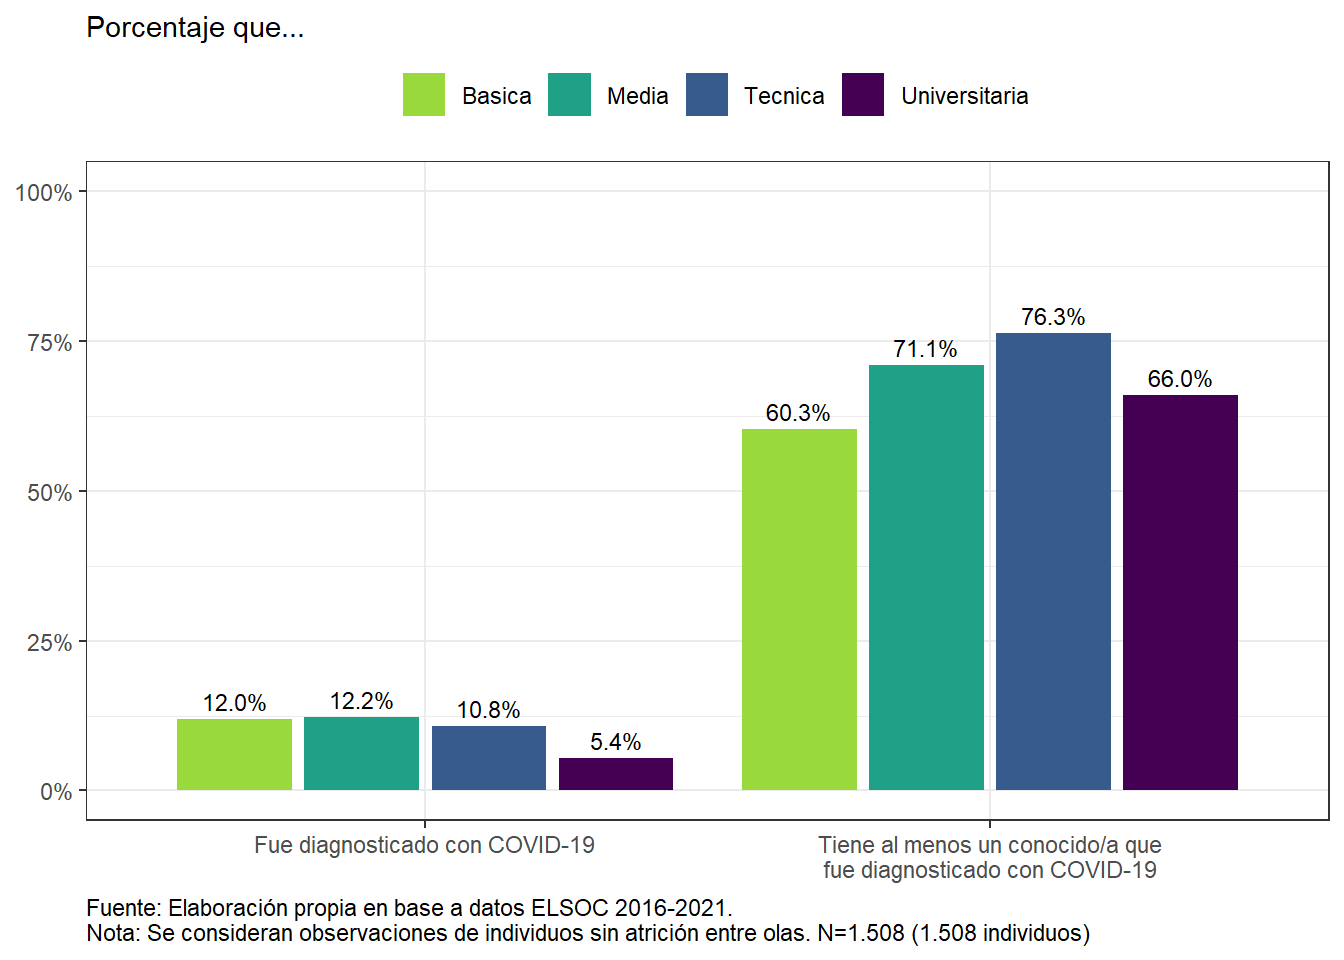 Porcentaje que...
Basica Media Tecnica Universitaria
100%
75%
50%
25%
0%
12.0%
12.2%
10.8%
5.4%
60.3%
71.1%
76.3%
66.0%
Fue diagnosticado con COVID-19
Tiene al menos un conocido/a que
fue diagnosticado con COVID-19
Fuente: Elaboración propia en base a datos ELSOC 2016-2021.
Nota: Se consideran observaciones de individuos sin atrición entre olas. N=1.508 (1.508 individuos)